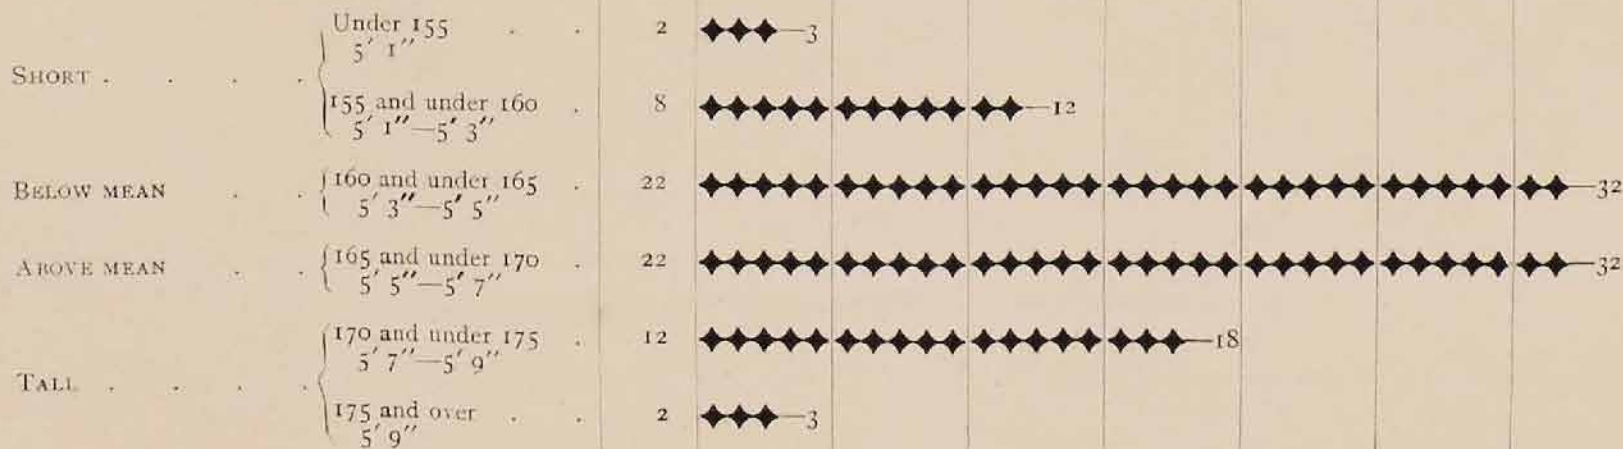 Under 155 . . 2 3
5′ 1″
SHORT . . . .
155 and under 160 . 8 12
5′ 1″—5′ 3″
BELOW MEAN . . 160 and under 165 . 22 32
5′ 3″—5′ 5″
ABOVE MEAN . . 165 and under 170 . 22 32
5′ 5″—5′ 7″
170 and under 175 . 12 18
5′ 7″—5′ 9″
TALL . . . .
175 and over . . 2 3
5′ 9″